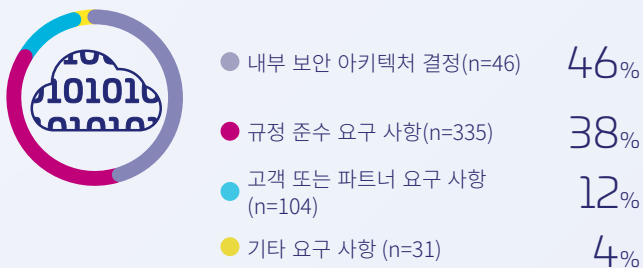 내부 보안 아키텍처 결정(n=46) 46%
규정 준수 요구 사항(n=335) 38%
고객 또는 파트너 요구 사항
(n=104) 12%
기타 요구 사항 (n=31) 4%